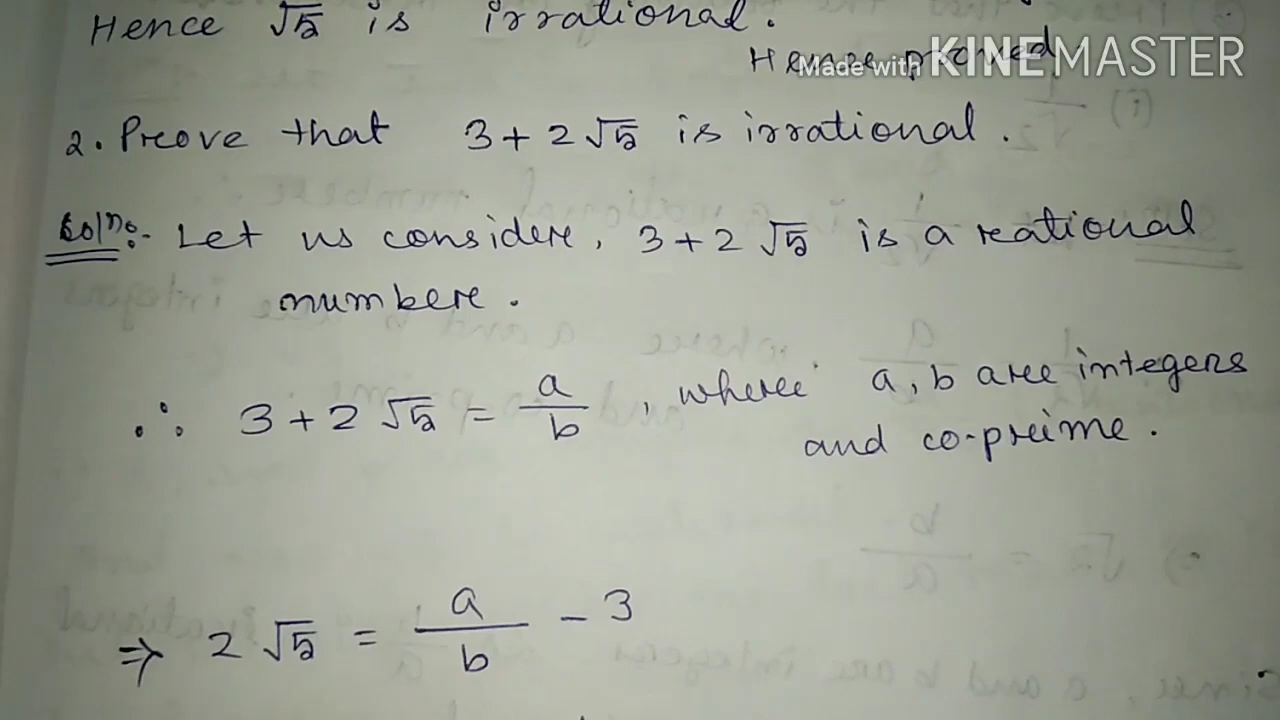 Hence √5 is irrational.
Hence proved
Made with KINEMASTER
2. Prove that 3+2√5 is irrational.
Soln:- Let us consider, 3+2√5 is a rational
number.
∴ 3+2√5 = a/b, where a, b are integers
and co-prime.
⇒ 2√5 = a/b - 3